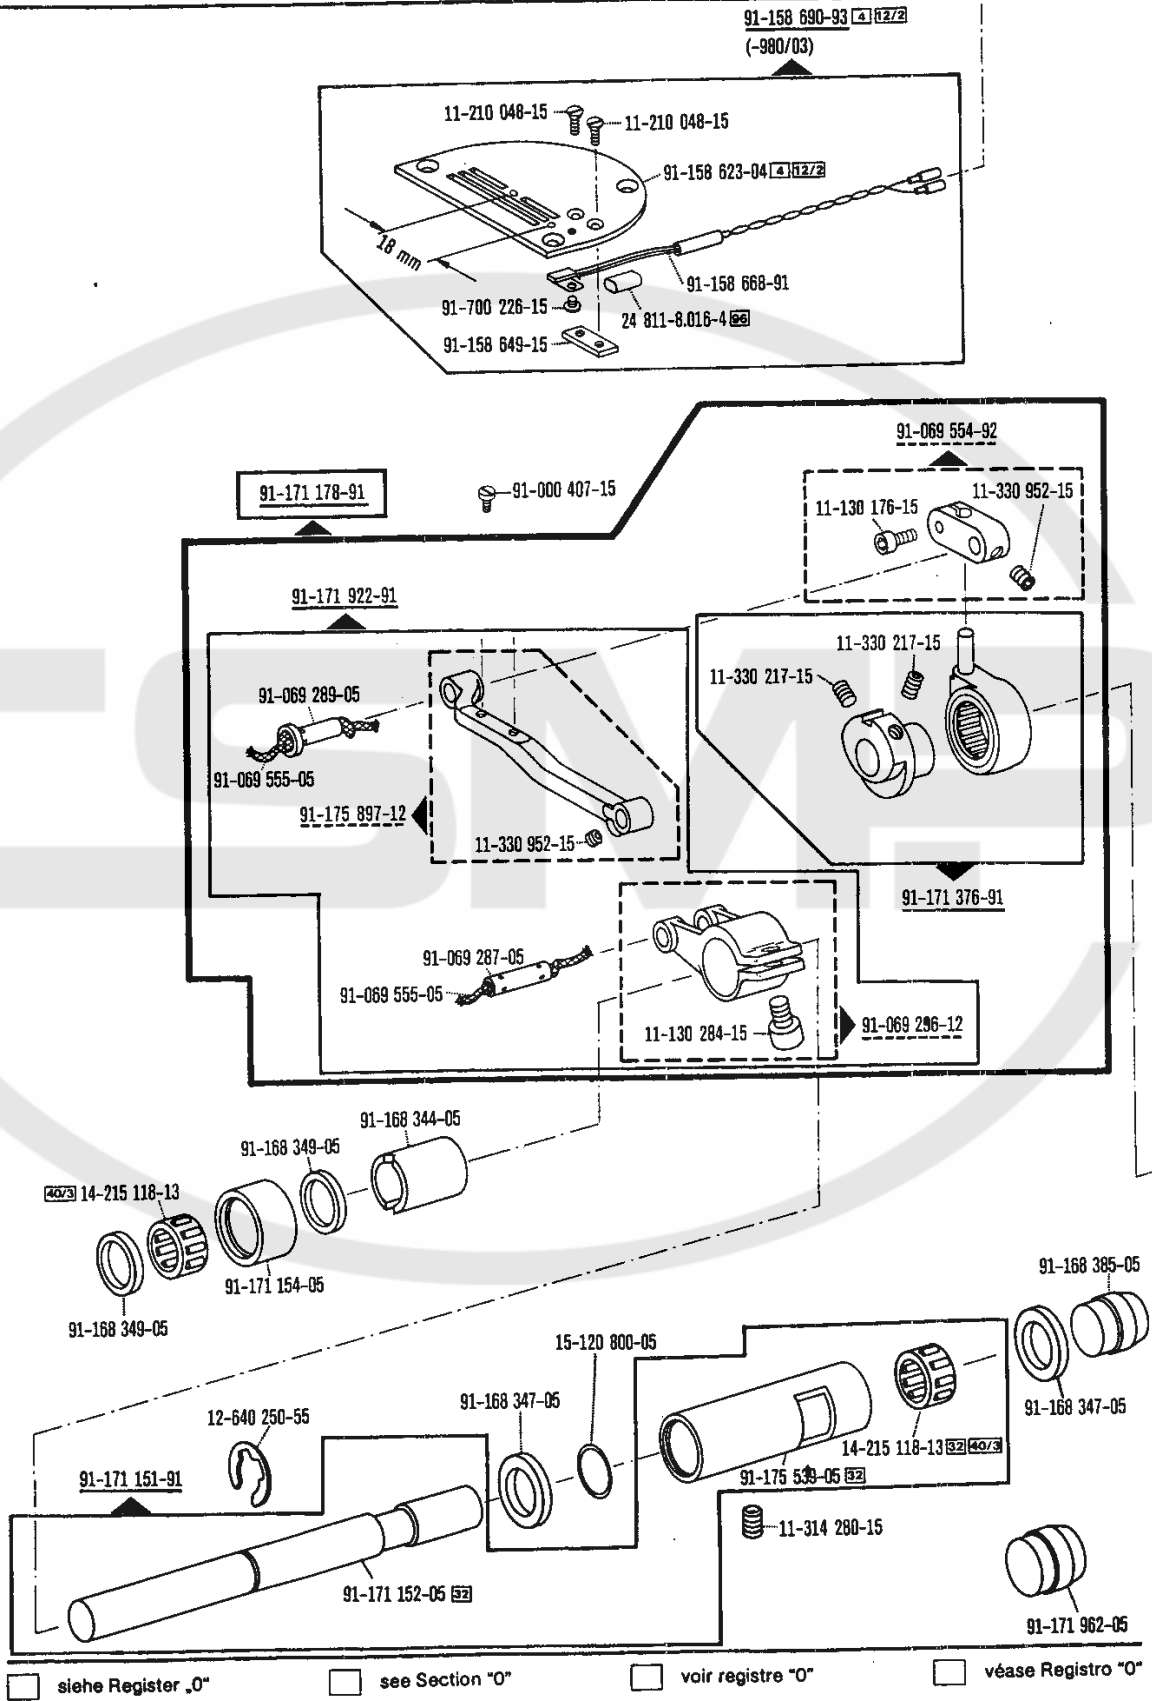 91-158 690-93 4 12/2
(-980/03)
11-210 048-15
11-210 048-15
91-158 623-04 4 12/2
18 mm
91-158 668-91
91-700 226-15
24 811-8.016-4 96
91-158 649-15
91-069 554-92
91-171 178-91
91-000 407-15
11-330 952-15
11-130 176-15
91-171 922-91
11-330 217-15
11-330 217-15
91-069 289-05
91-069 555-05
91-175 897-12
11-330 952-15
91-171 376-91
91-069 287-05
91-069 555-05
11-130 284-15
91-069 296-12
91-168 344-05
91-168 349-05
40/3 14-215 118-13
91-171 154-05
91-168 349-05
91-168 385-05
15-120 800-05
91-168 347-05
91-168 347-05
12-640 250-55
14-215 118-13 32 40/3
91-175 539-05 32
91-171 151-91
11-314 280-15
91-171 152-05 32
91-171 962-05
siehe Register „0“
see Section "0"
voir registre "0"
véase Registro "0"
SMP